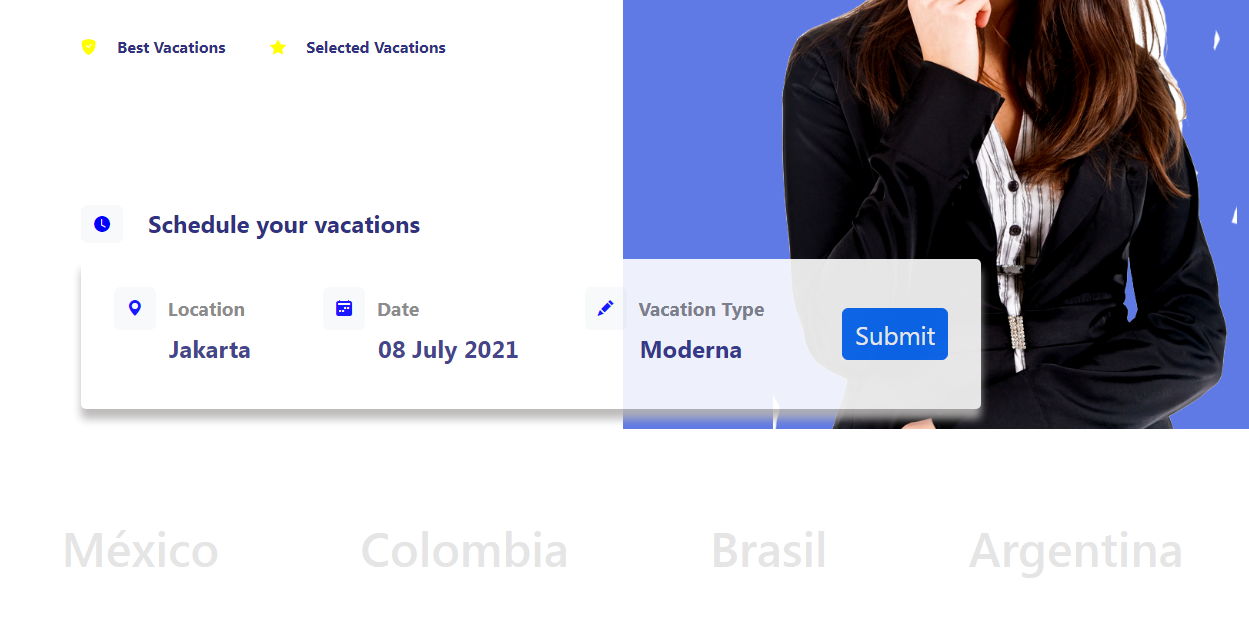 Best Vacations Selected Vacations
Schedule your vacations
Location Date Vacation Type
Jakarta 08 July 2021 Moderna
Submit
México Colombia Brasil Argentina